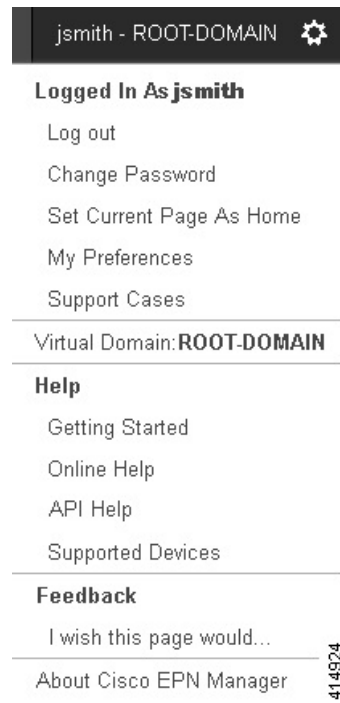 jsmith - ROOT-DOMAIN
Logged In As jsmith
Log out
Change Password
Set Current Page As Home
My Preferences
Support Cases
Virtual Domain: ROOT-DOMAIN
Help
Getting Started
Online Help
API Help
Supported Devices
Feedback
I wish this page would...
About Cisco EPN Manager
414924